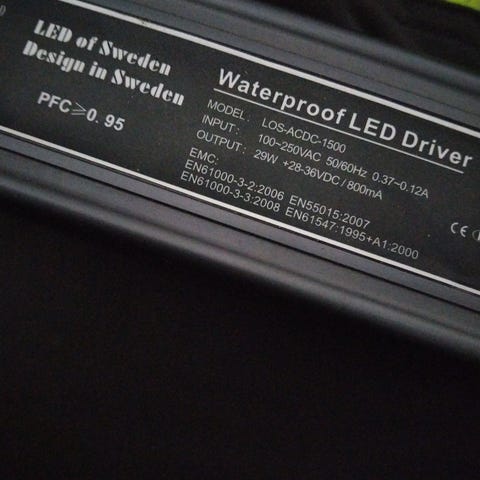 LED of Sweden
Design in Sweden
PFC≥0.95
Waterproof LED Driver
MODEL: LOS-ACDC-1500
INPUT: 100~250VAC 50/60Hz 0.37~0.12A
OUTPUT: 29W +28-36VDC/800mA
EMC:
EN61000-3-2:2006 EN55015:2007
EN61000-3-3:2008 EN61547:1995+A1:2000
CE